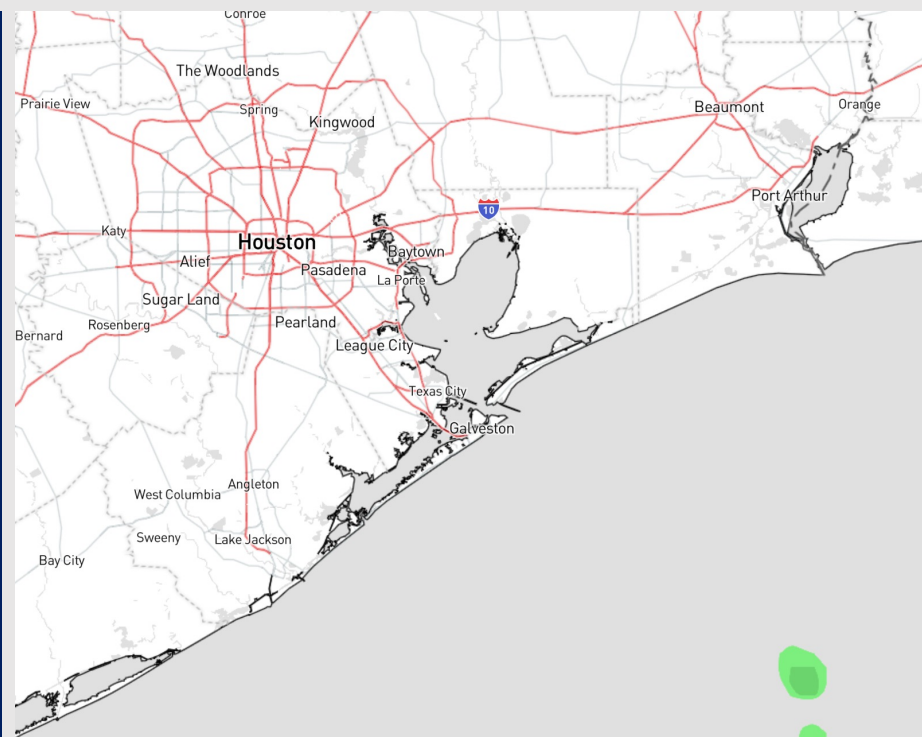 Conroe
The Woodlands
Prairie View
Spring
Kingwood
Beaumont
Orange
Port Arthur
10
Katy
Houston
Baytown
Alief
Pasadena
La Porte
Sugar Land
Rosenberg
Pearland
Bernard
League City
Texas City
Galveston
Angleton
West Columbia
Sweeny
Lake Jackson
Bay City